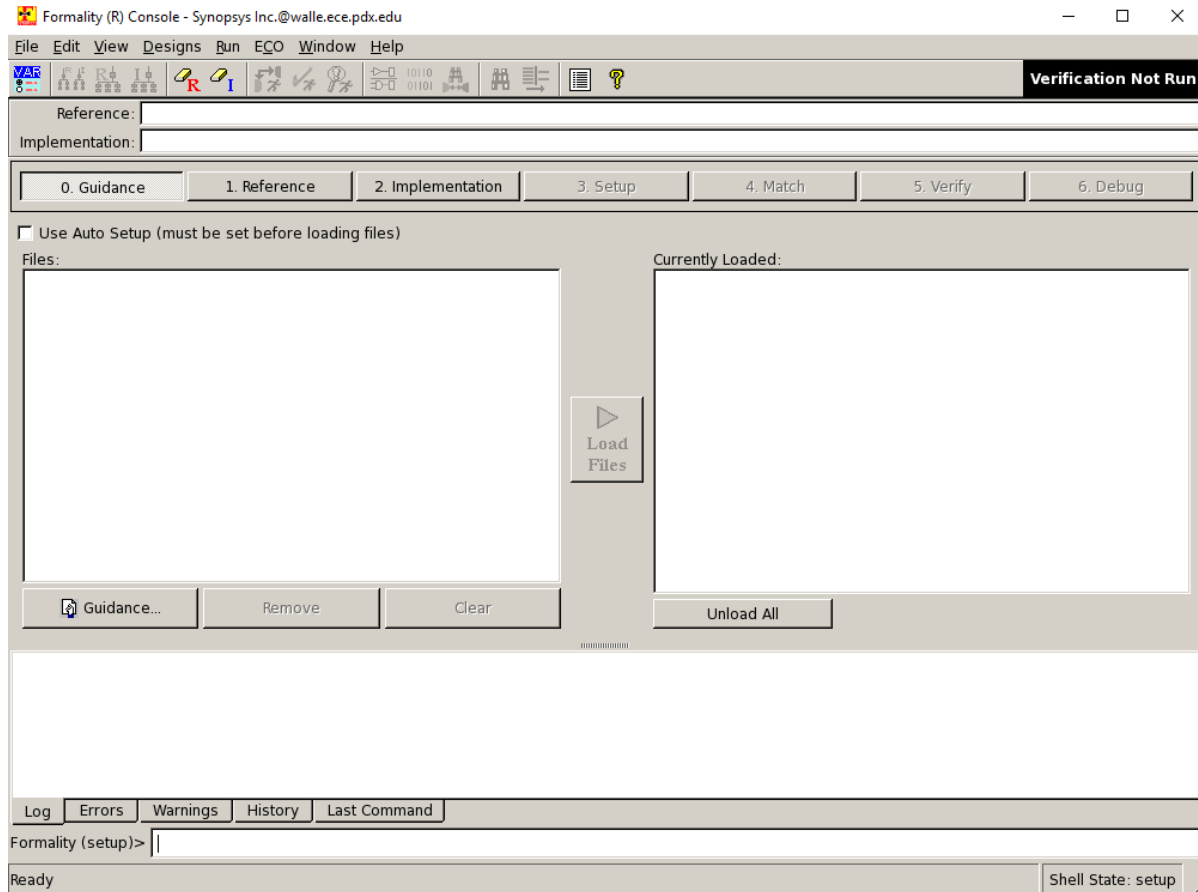 Formality (R) Console - Synopsys Inc.@walle.ece.pdx.edu
File Edit View Designs Run ECO Window Help
VAR R I R I R I 10110 01101 Verification Not Run
Reference:
Implementation:
0. Guidance 1. Reference 2. Implementation 3. Setup 4. Match 5. Verify 6. Debug
Use Auto Setup (must be set before loading files)
Files: Currently Loaded:
Load
Files
Guidance... Remove Clear Unload All
Log Errors Warnings History Last Command
Formality (setup)>
Ready Shell State: setup